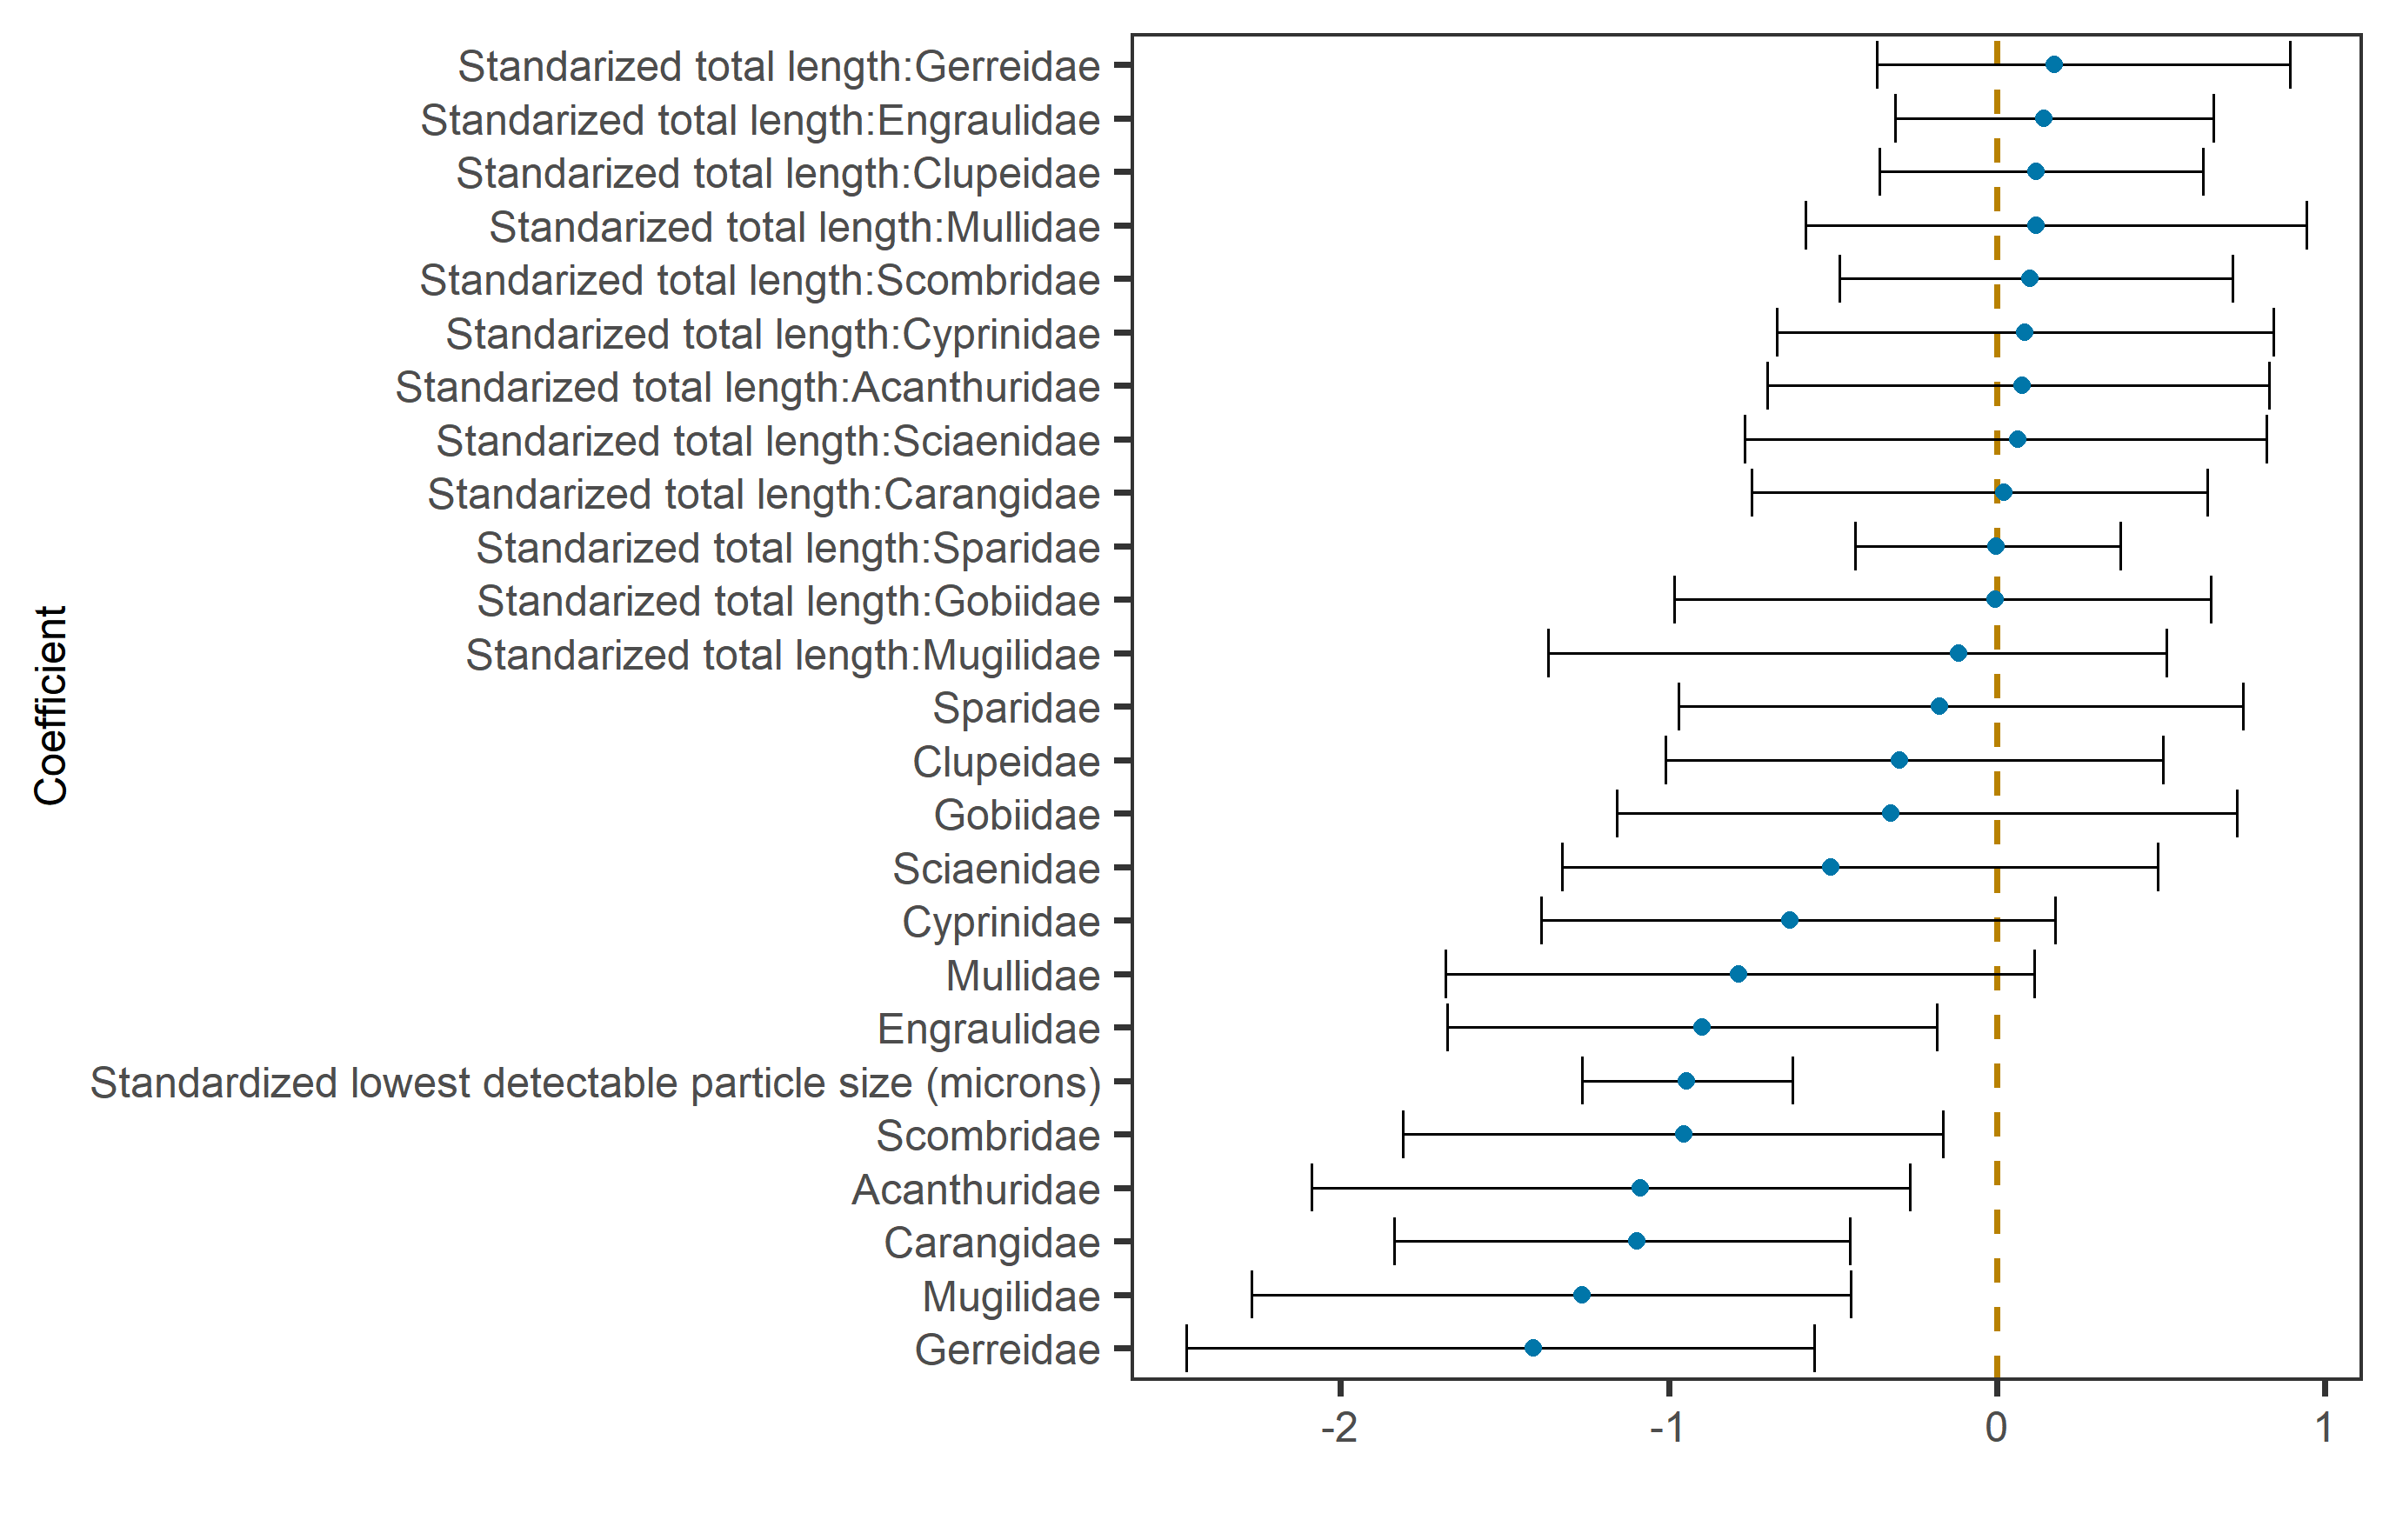 Standarized total length:Gerreidae
Standarized total length:Engraulidae
Standarized total length:Clupeidae
Standarized total length:Mullidae
Standarized total length:Scombridae
Standarized total length:Cyprinidae
Standarized total length:Acanthuridae
Standarized total length:Sciaenidae
Standarized total length:Carangidae
Standarized total length:Sparidae
Standarized total length:Gobiidae
Standarized total length:Mugilidae
Sparidae
Clupeidae
Gobiidae
Sciaenidae
Cyprinidae
Mullidae
Engraulidae
Standardized lowest detectable particle size (microns)
Scombridae
Acanthuridae
Carangidae
Mugilidae
Gerreidae
Coefficient
-2 -1 0 1